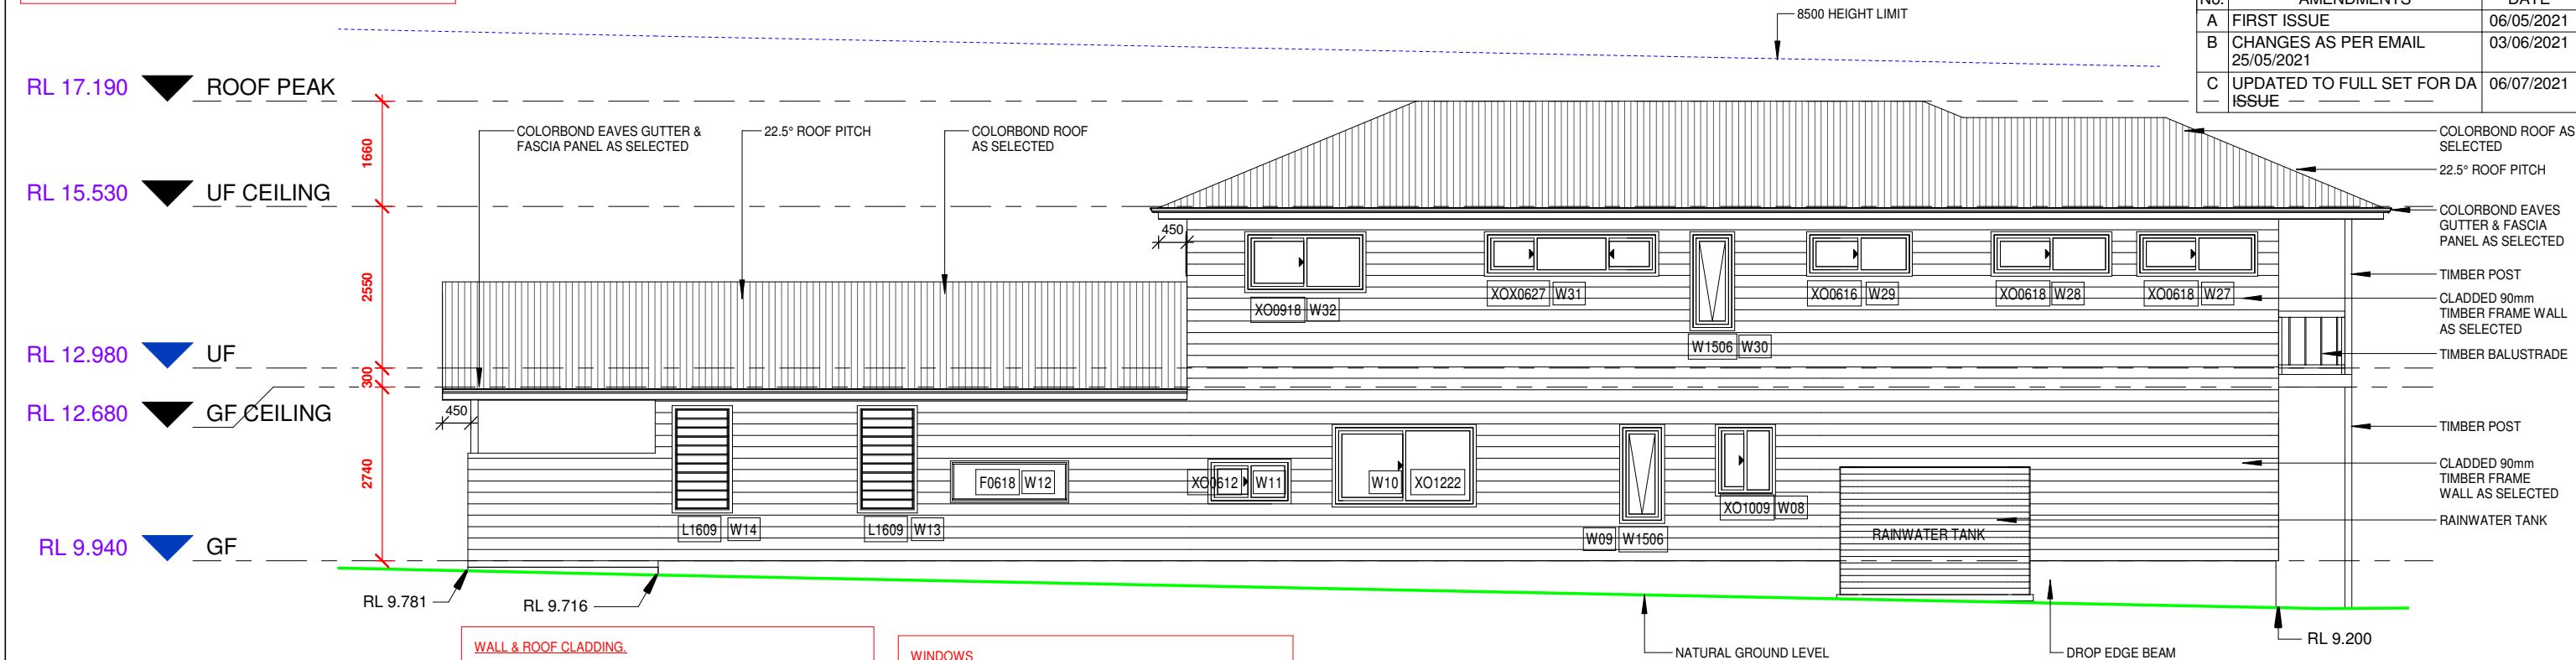 No. AMENDMENTS DATE
A FIRST ISSUE 06/05/2021
B CHANGES AS PER EMAIL 03/06/2021
25/05/2021
C UPDATED TO FULL SET FOR DA 06/07/2021
ISSUE
8500 HEIGHT LIMIT
RL 17.190 ROOF PEAK
1660
COLORBOND EAVES GUTTER &
FASCIA PANEL AS SELECTED
22.5° ROOF PITCH
COLORBOND ROOF
AS SELECTED
COLORBOND ROOF AS
SELECTED
22.5° ROOF PITCH
RL 15.530 UF CEILING
COLORBOND EAVES
GUTTER & FASCIA
PANEL AS SELECTED
450
2550
TIMBER POST
XO0918 W32
XOX0627 W31
XO0616 W29
XO0618 W28
XO0618 W27
CLADDED 90mm
TIMBER FRAME WALL
AS SELECTED
W1506 W30
TIMBER BALUSTRADE
RL 12.980 UF
300
RL 12.680 GF CEILING
450
TIMBER POST
2740
F0618 W12
XO0612 W11
W10 XO1222
CLADDED 90mm
TIMBER FRAME
WALL AS SELECTED
XO1009 W08
L1609 W14
L1609 W13
W09 W1506
RAINWATER TANK
RAINWATER TANK
RL 9.940 GF
RL 9.781
RL 9.716
RL 9.200
WALL & ROOF CLADDING.
WINDOWS
NATURAL GROUND LEVEL
DROP EDGE BEAM